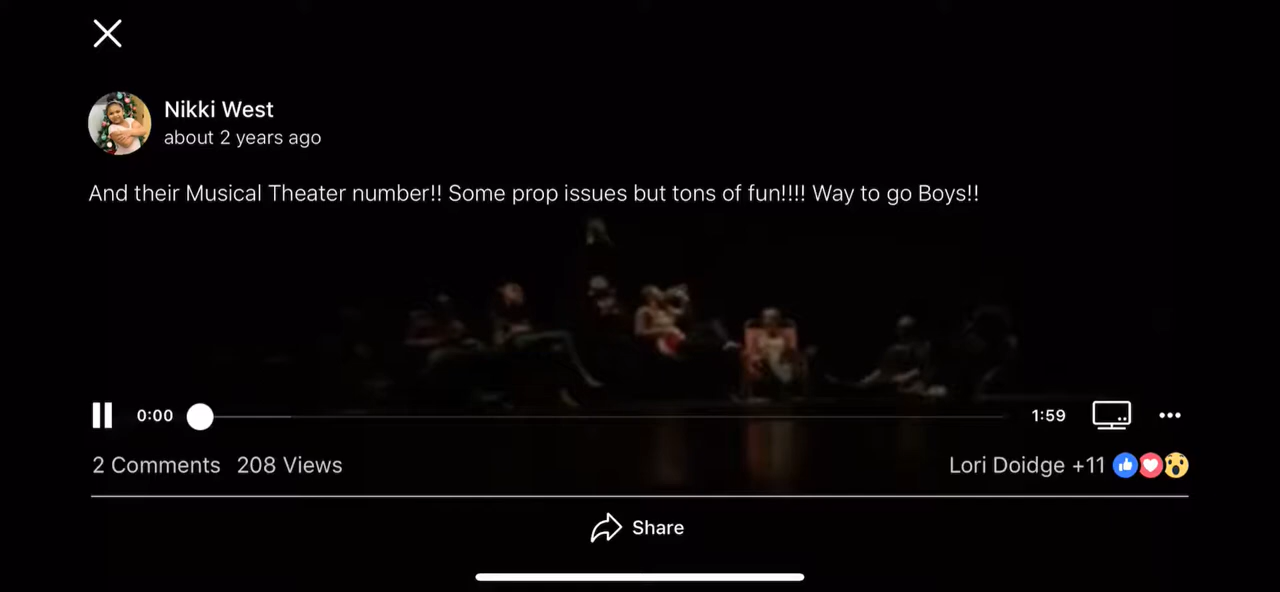 Nikki West
about 2 years ago
And their Musical Theater number!! Some prop issues but tons of fun!!!! Way to go Boys!!
0:00
1:59
2 Comments 208 Views
Lori Doidge +11
Share